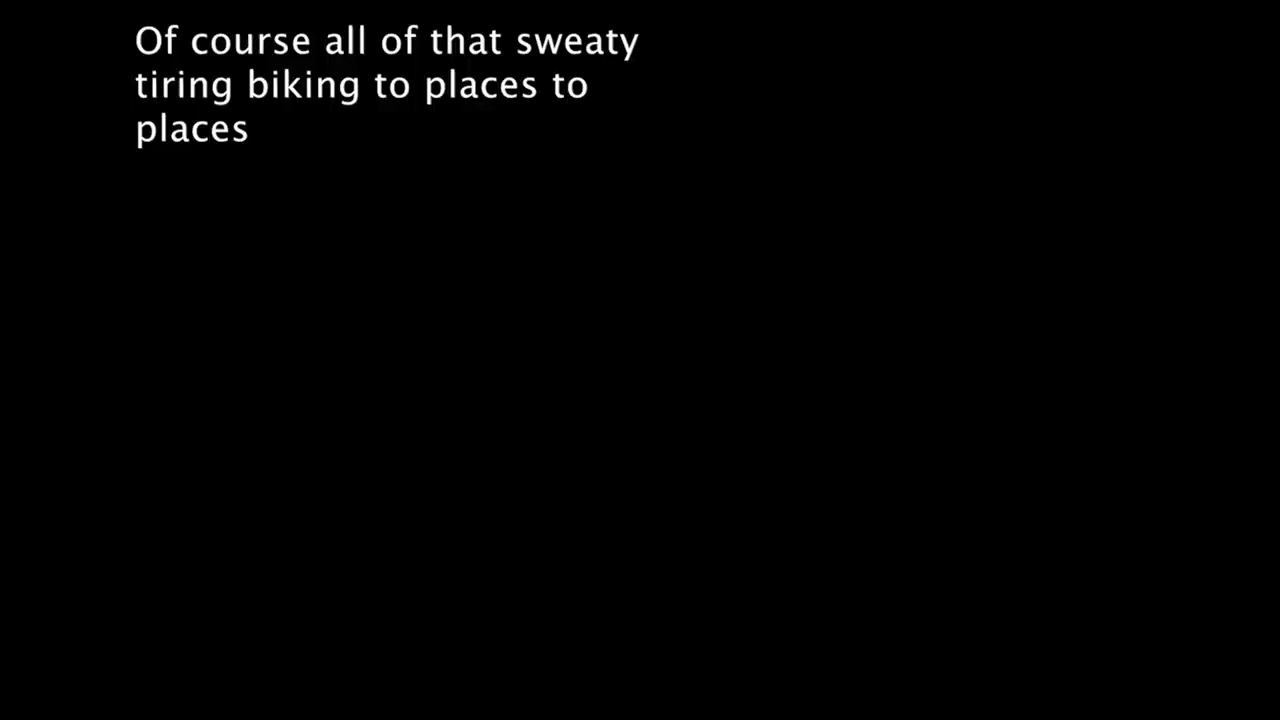 Of course all of that sweaty
tiring biking to places to
places